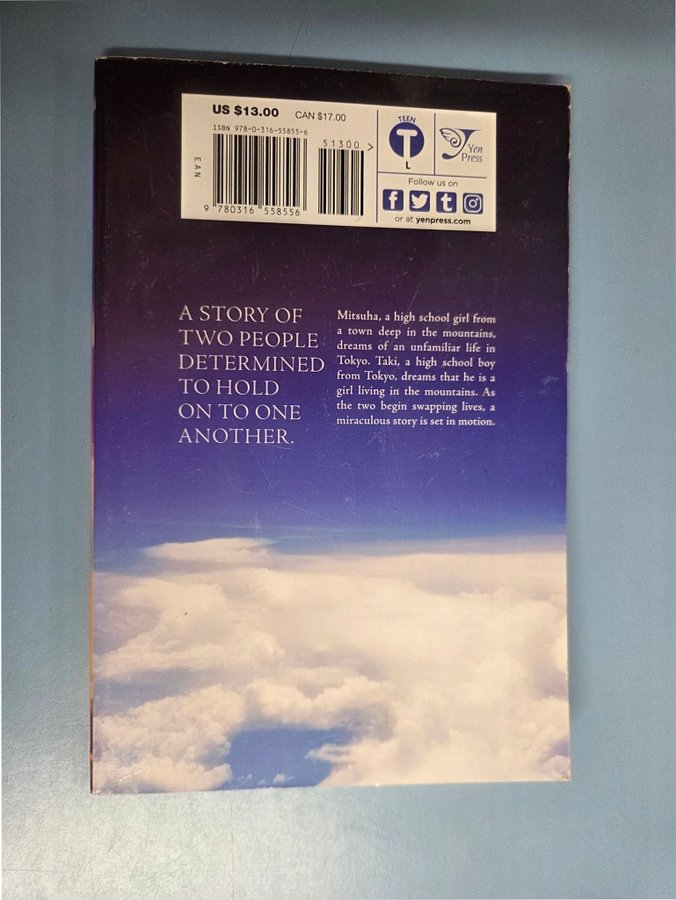 US $13.00 CAN $17.00
ISBN 978-0-316-55855-6
51300 >
EAN
9 780316 558556
TEEN
T
L
Yen
Press
Follow us on
or at yenpress.com
A STORY OF
TWO PEOPLE
DETERMINED
TO HOLD
ON TO ONE
ANOTHER.
Mitsuha, a high school girl from
a town deep in the mountains,
dreams of an unfamiliar life in
Tokyo. Taki, a high school boy
from Tokyo, dreams that he is a
girl living in the mountains. As
the two begin swapping lives, a
miraculous story is set in motion.